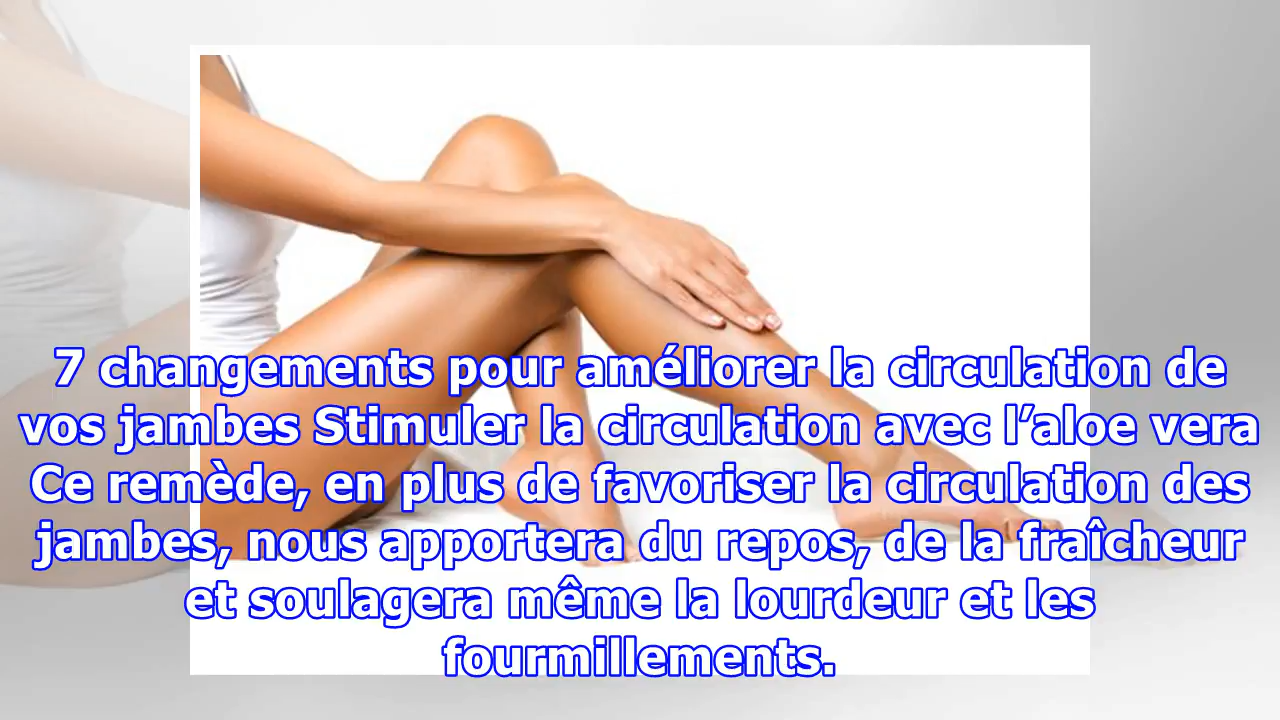 7 changements pour améliorer la circulation de
vos jambes Stimuler la circulation avec l’aloe vera
Ce remède, en plus de favoriser la circulation des
jambes, nous apportera du repos, de la fraîcheur
et soulagera même la lourdeur et les
fourmillements.